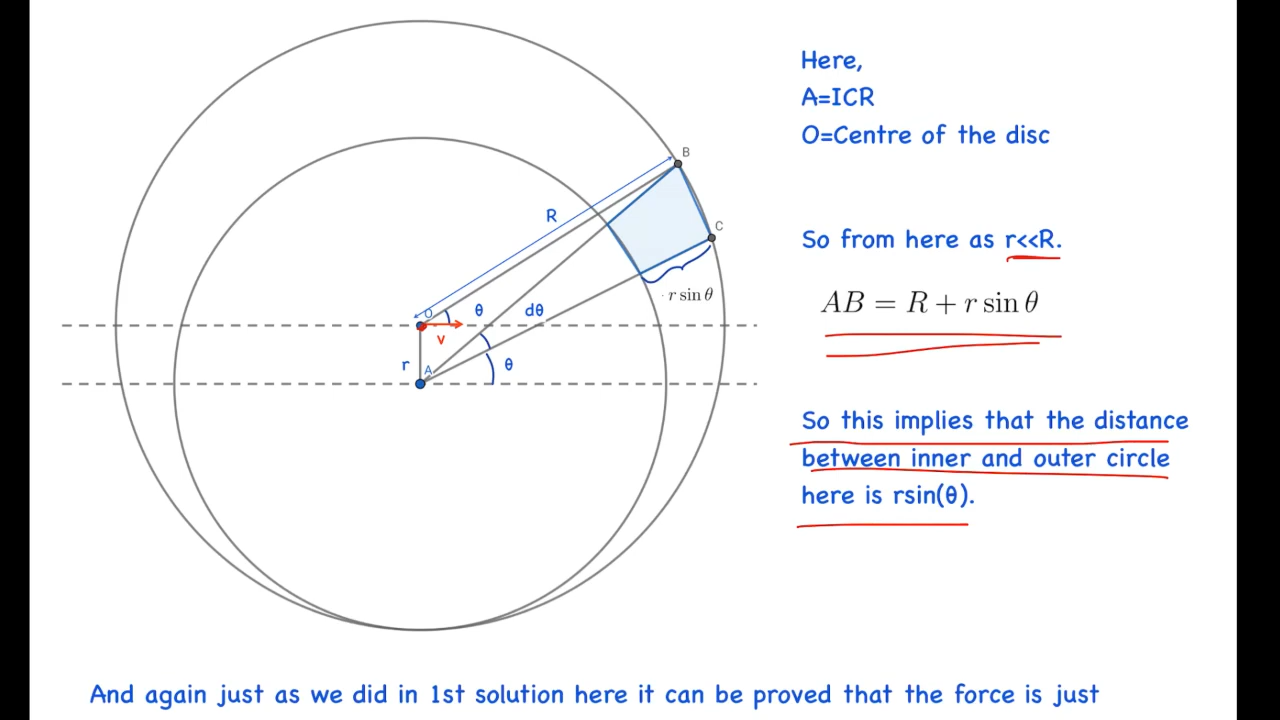 Here,
A=ICR
O=Centre of the disc
B
C
R
r sin θ
O
θ
dθ
v
r
A
θ
So from here as r<<R.
AB = R + r sin θ
So this implies that the distance
between inner and outer circle
here is rsin(θ).
And again just as we did in 1st solution here it can be proved that the force is just